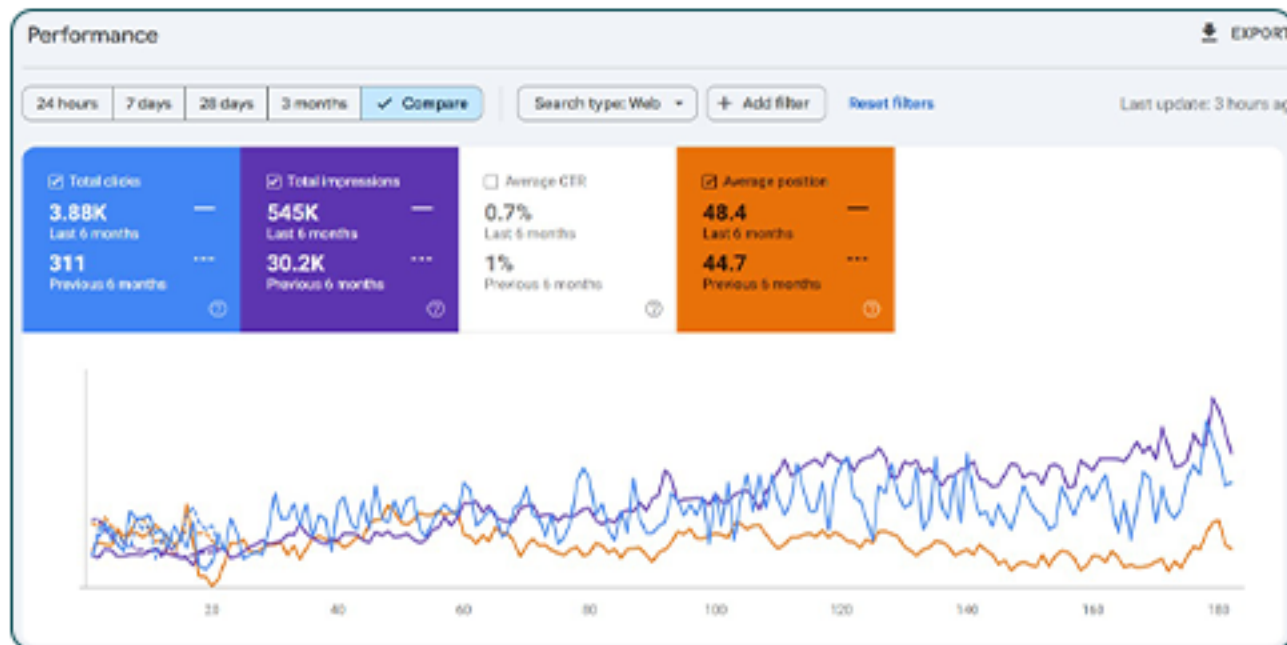 Performance
EXPORT
24 hours 7 days 28 days 3 months Compare
Search type: Web
Add filter
Reset filters
Last update: 3 hours ag
Total clicks
3.88K
Last 6 months
311
Previous 6 months
Total impressions
545K
Last 6 months
30.2K
Previous 6 months
Average CTR
0.7%
Last 6 months
1%
Previous 6 months
Average position
48.4
Last 6 months
44.7
Previous 6 months
20 40 60 80 100 120 140 160 180